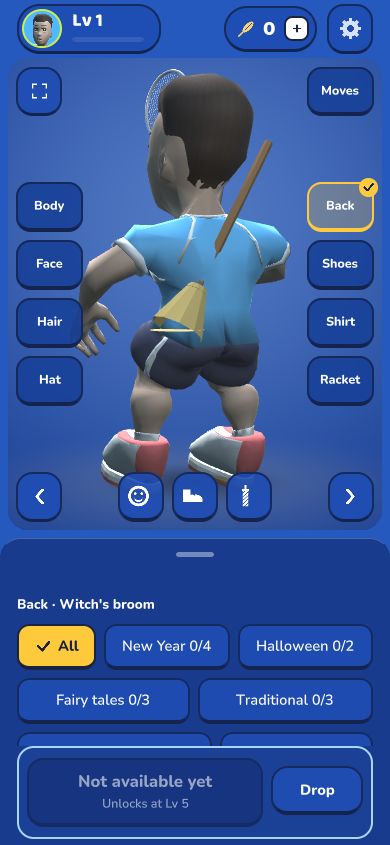 Lv 1
0
+
Moves
Body
Back
Face
Shoes
Hair
Shirt
Hat
Racket
Back · Witch's broom
All
New Year 0/4
Halloween 0/2
Fairy tales 0/3
Traditional 0/3
Not available yet
Unlocks at Lv 5
Drop